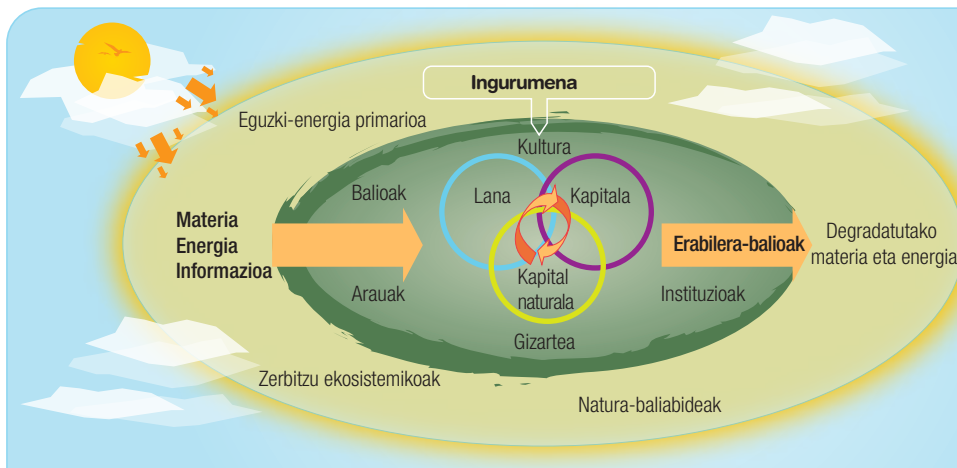 Ingurumena
Eguzki-energia primarioa
Kultura
Balioak
Lana
Kapitala
Materia
Energia
Informazioa
Erabilera-balioak
Degradatutako
materia eta energia
Arauak
Kapital
naturala
Instituzioak
Gizartea
Zerbitzu ekosistemikoak
Natura-baliabideak